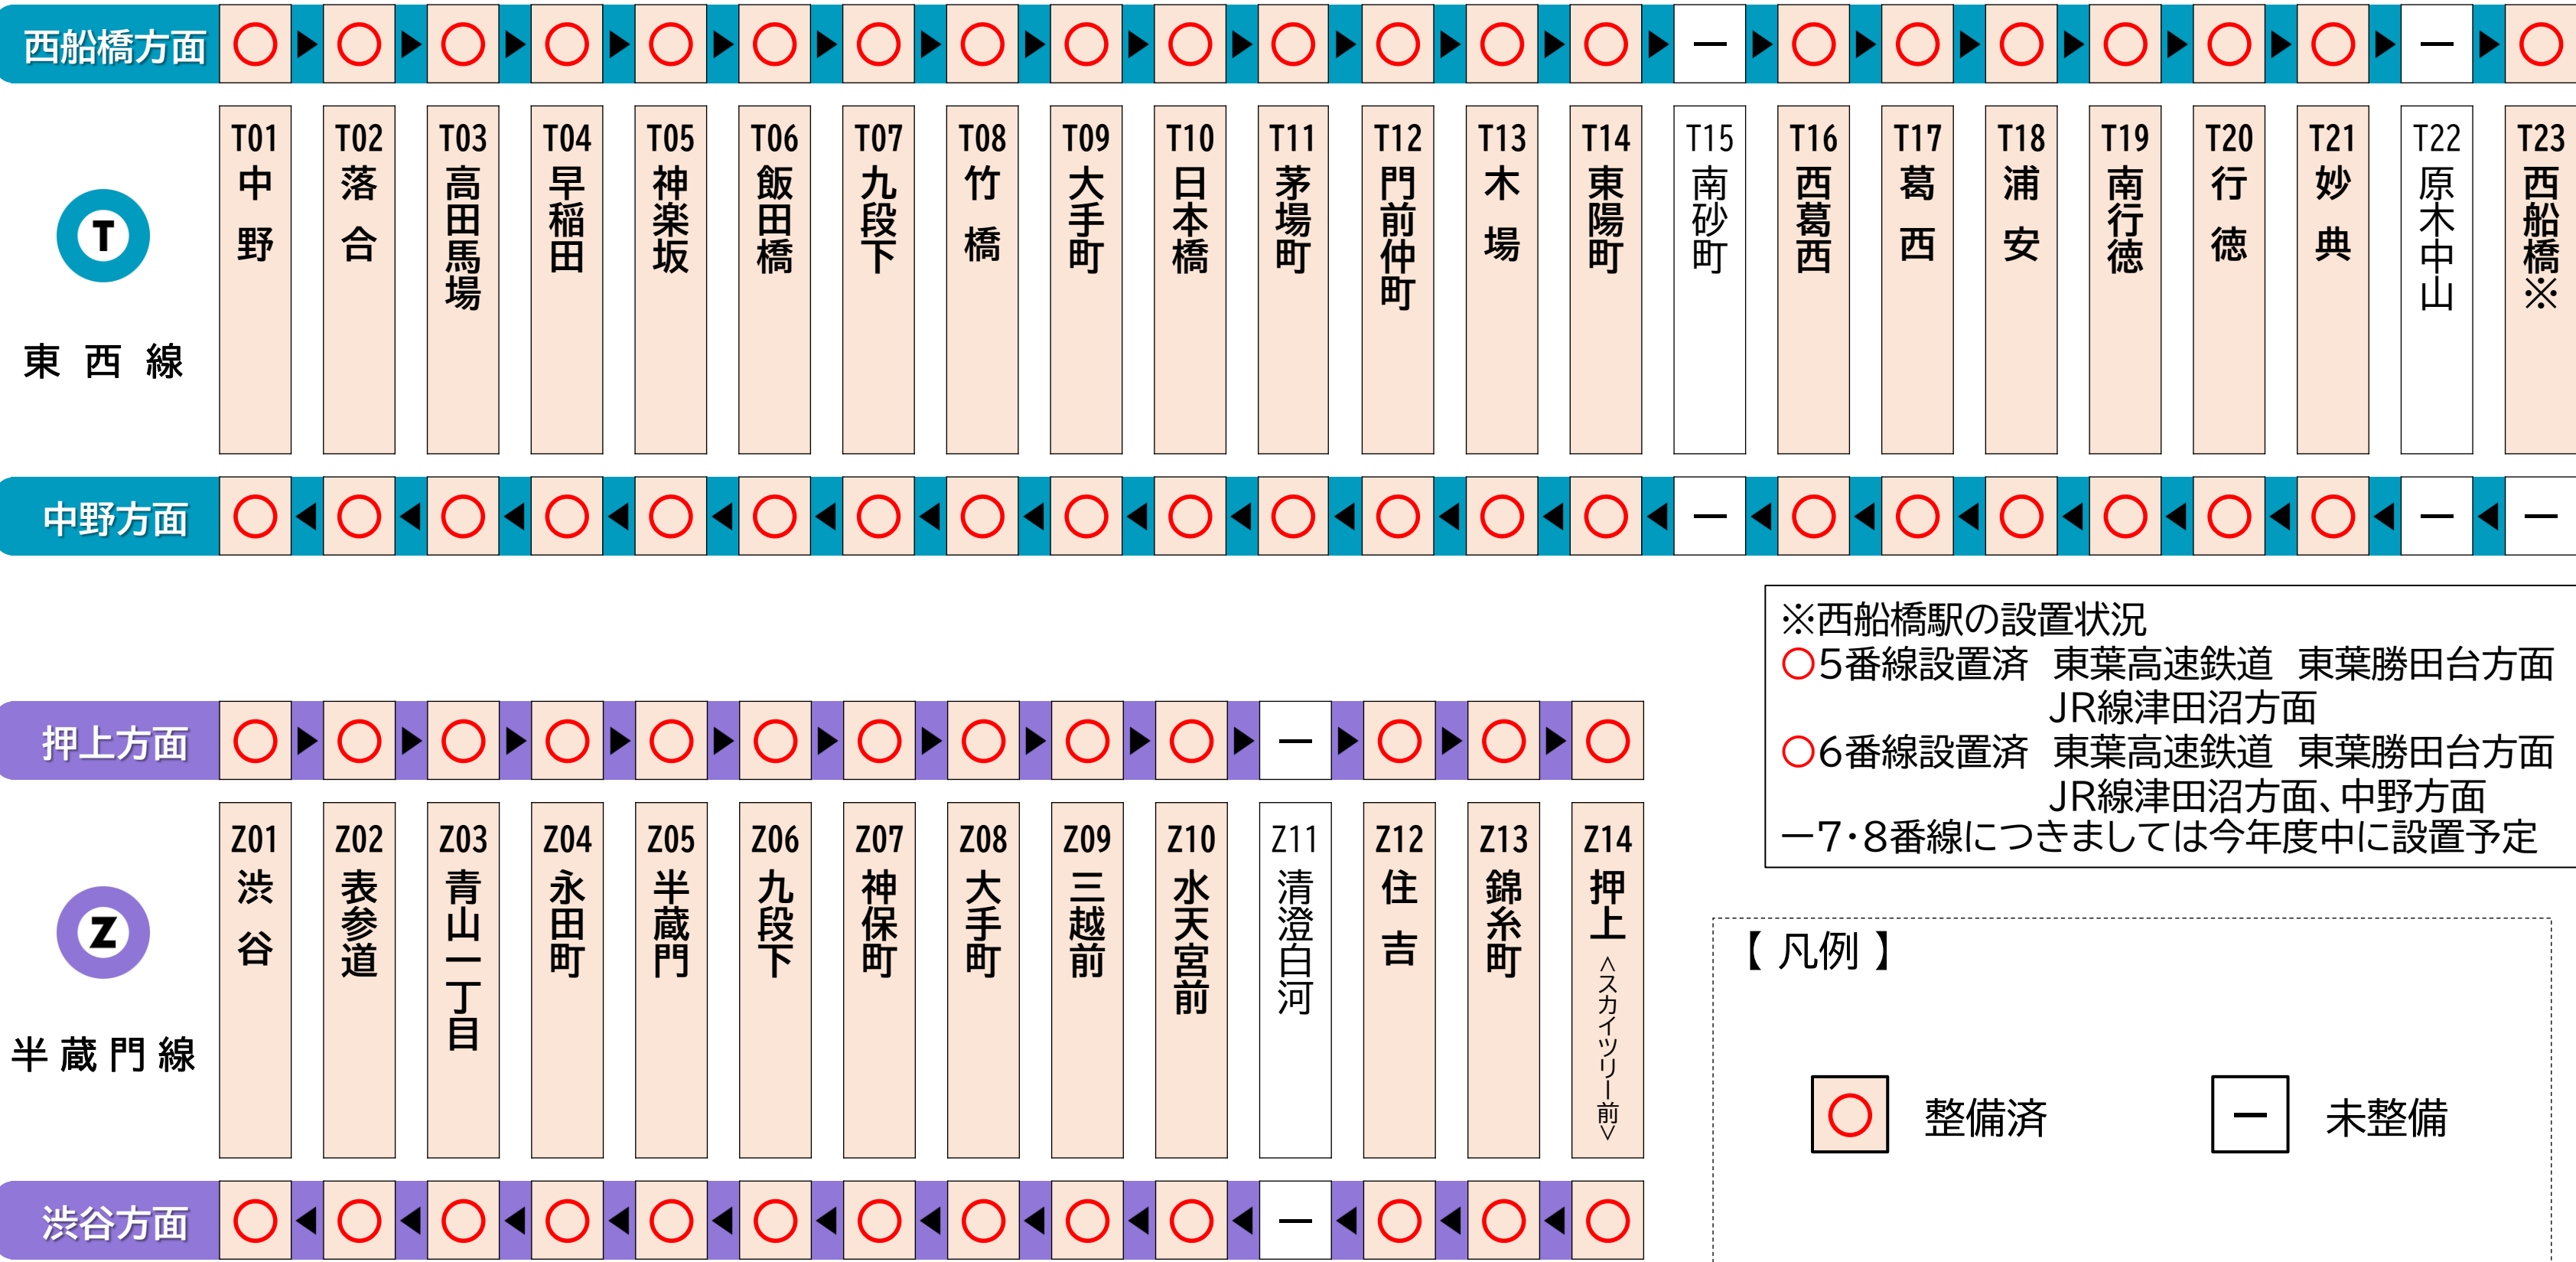 西船橋方面 ○ ▶ ○ ▶ ○ ▶ ○ ▶ ○ ▶ ○ ▶ ○ ▶ ○ ▶ ○ ▶ ○ ▶ ○ ▶ ○ ▶ ○ ▶ ○ ▶ ー ▶ ○ ▶ ○ ▶ ○ ▶ ○ ▶ ○ ▶ ○ ▶ ー ▶ ○
T
東西線
T01 中野
T02 落合
T03 高田馬場
T04 早稲田
T05 神楽坂
T06 飯田橋
T07 九段下
T08 竹橋
T09 大手町
T10 日本橋
T11 茅場町
T12 門前仲町
T13 木場
T14 東陽町
T15 南砂町
T16 西葛西
T17 葛西
T18 浦安
T19 南行徳
T20 行徳
T21 妙典
T22 原木中山
T23 西船橋※
中野方面 ○ ◀ ○ ◀ ○ ◀ ○ ◀ ○ ◀ ○ ◀ ○ ◀ ○ ◀ ○ ◀ ○ ◀ ○ ◀ ○ ◀ ○ ◀ ○ ◀ ー ◀ ○ ◀ ○ ◀ ○ ◀ ○ ◀ ○ ◀ ○ ◀ ー ◀ ー
※西船橋駅の設置状況
○5番線設置済 東葉高速鉄道 東葉勝田台方面
JR線津田沼方面
○6番線設置済 東葉高速鉄道 東葉勝田台方面
JR線津田沼方面、中野方面
ー7・8番線につきましては今年度中に設置予定
押上方面 ○ ▶ ○ ▶ ○ ▶ ○ ▶ ○ ▶ ○ ▶ ○ ▶ ○ ▶ ○ ▶ ○ ▶ ー ▶ ○ ▶ ○ ▶ ○
Z
半蔵門線
Z01 渋谷
Z02 表参道
Z03 青山一丁目
Z04 永田町
Z05 半蔵門
Z06 九段下
Z07 神保町
Z08 大手町
Z09 三越前
Z10 水天宮前
Z11 清澄白河
Z12 住吉
Z13 錦糸町
Z14 押上<スカイツリー前>
渋谷方面 ○ ◀ ○ ◀ ○ ◀ ○ ◀ ○ ◀ ○ ◀ ○ ◀ ○ ◀ ○ ◀ ○ ◀ ー ◀ ○ ◀ ○ ◀ ○
【凡例】
○ 整備済 ー 未整備